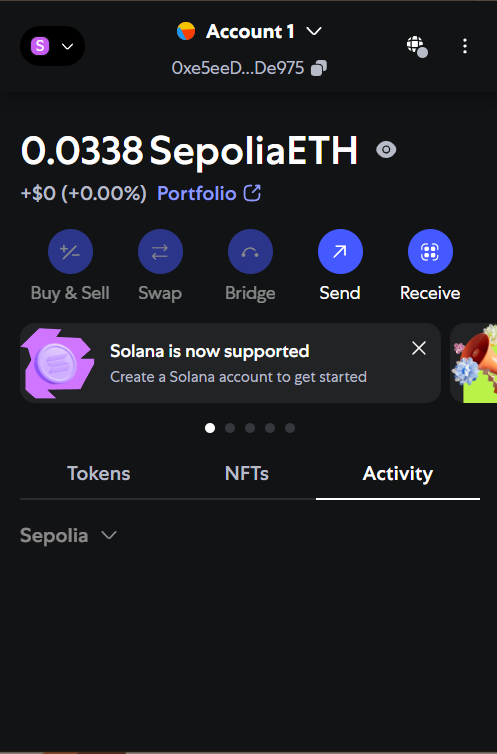 S
Account 1
0xe5eeD...De975
0.0338 SepoliaETH
+$0 (+0.00%) Portfolio
Buy & Sell
Swap
Bridge
Send
Receive
Solana is now supported
Create a Solana account to get started
Tokens
NFTs
Activity
Sepolia